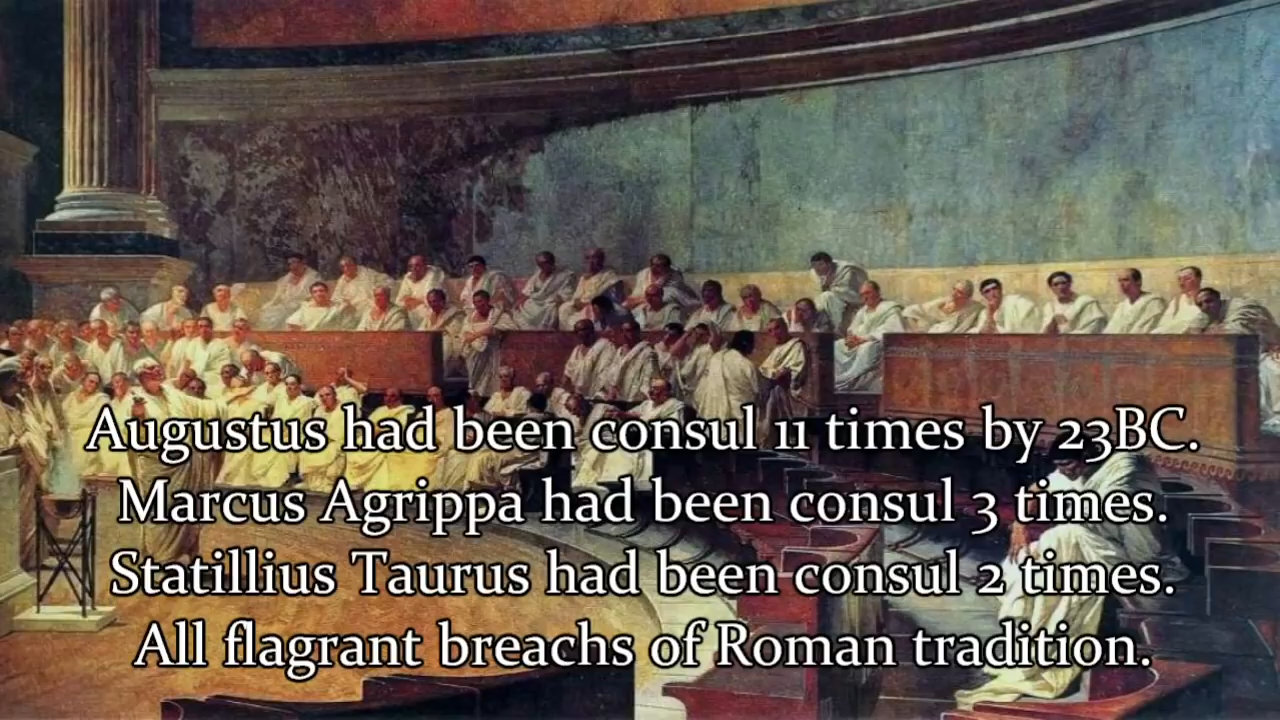 Augustus had been consul 11 times by 23BC.
Marcus Agrippa had been consul 3 times.
Statillius Taurus had been consul 2 times.
All flagrant breachs of Roman tradition.